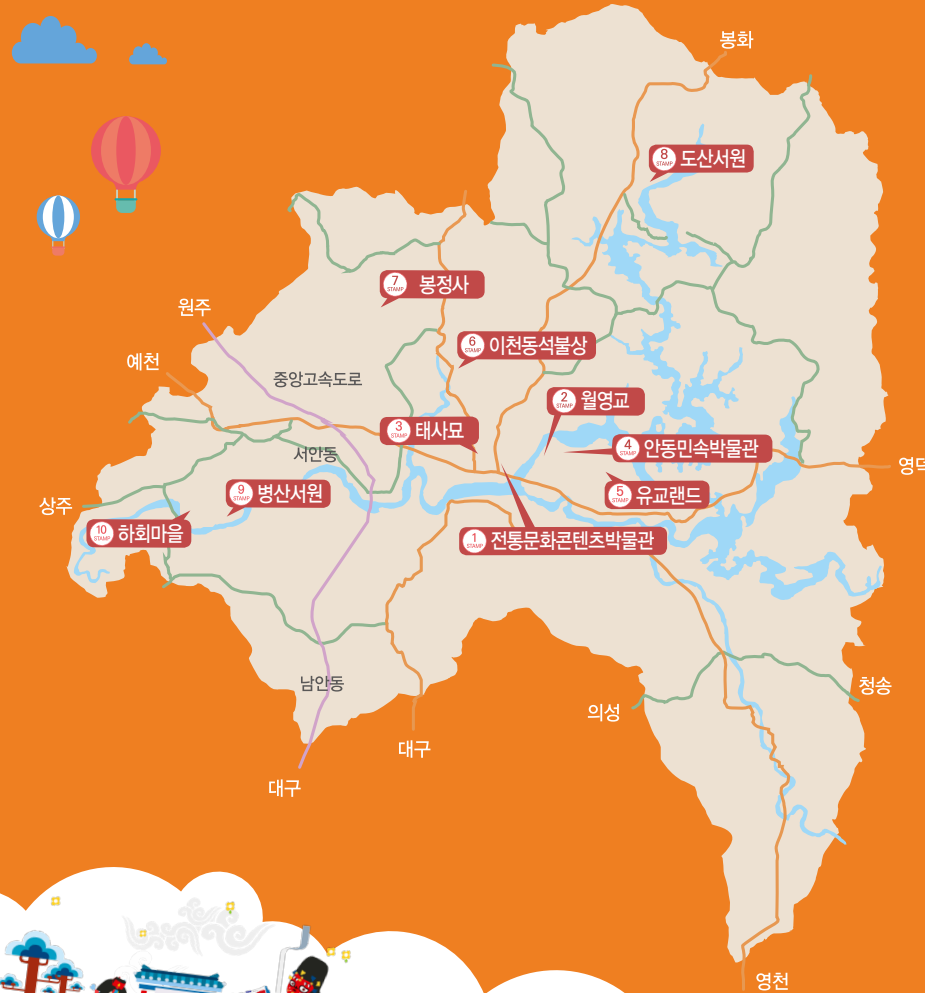 봉화
8
STAMP
도산서원
7
STAMP
봉정사
원주
6
STAMP
이천동석불상
예천
중앙고속도로
2
STAMP
월영교
3
STAMP
태사묘
4
STAMP
안동민속박물관
서안동
영덕
9
STAMP
병산서원
5
STAMP
유교랜드
상주
10
STAMP
하회마을
1
STAMP
전통문화콘텐츠박물관
남안동
청송
의성
대구
대구
영천